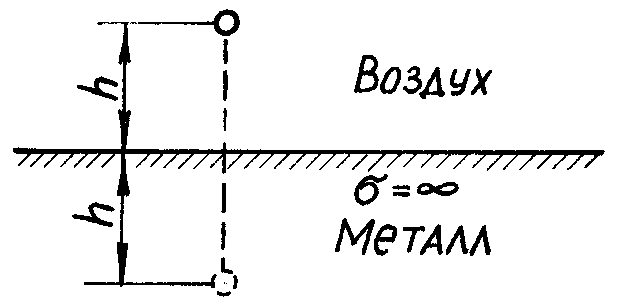 h
Воздух
h
σ = ∞
Металл